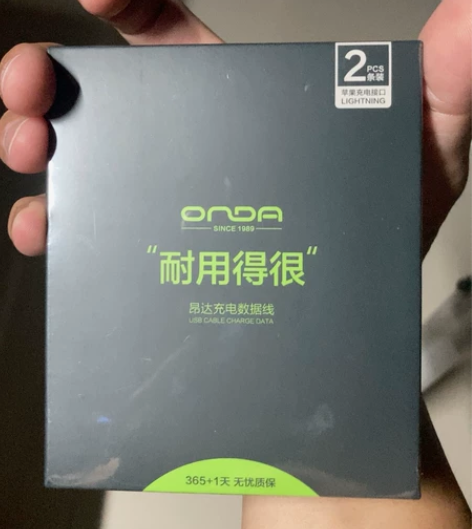 2 PCS
条装
苹果充电接口
LIGHTNING
ONDA
SINCE 1989
“耐用得很”
昂达充电数据线
USB CABLE CHARGE DATA
365+1天 无忧质保